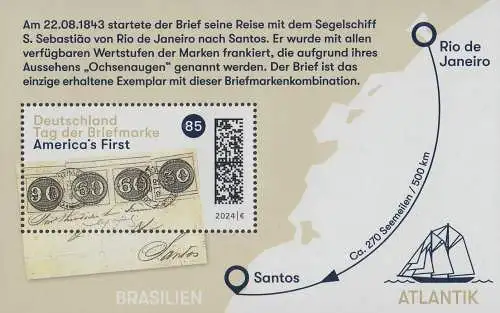 Am 22.08.1843 startete der Brief seine Reise mit dem Segelschiff
S. Sebastião von Rio de Janeiro nach Santos. Er wurde mit allen
verfügbaren Wertstufen der Marken frankiert, die aufgrund ihres
Aussehens „Ochsenaugen“ genannt werden. Der Brief ist das
einzige erhaltene Exemplar mit dieser Briefmarkenkombination.
Rio de
Janeiro
Deutschland
Tag der Briefmarke
America's First
85
90 60 60 30
2024 | €
Santos
Ca. 270 Seemeilen / 500 km
Santos
BRASILIEN
ATLANTIK